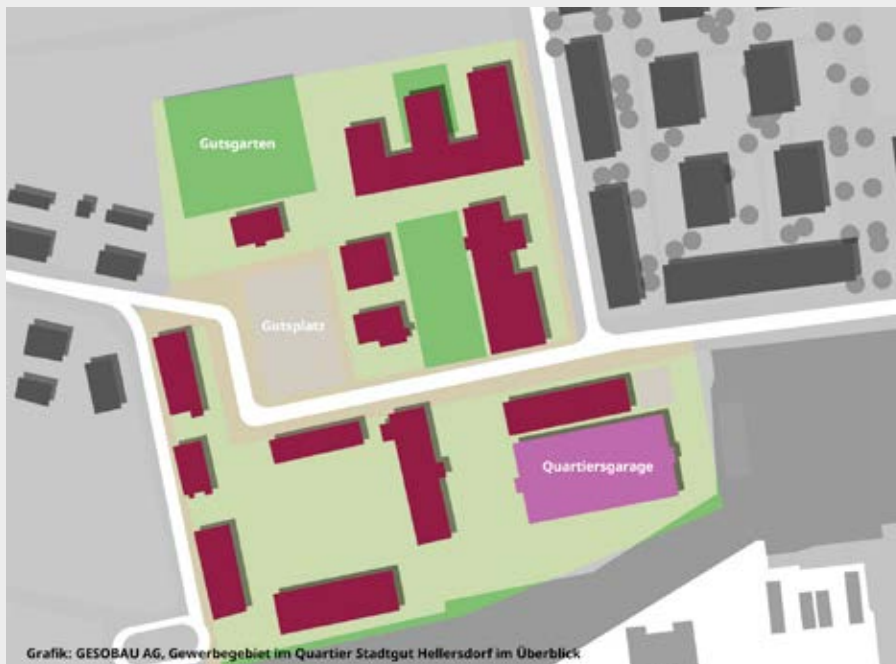 Gutsgarten
Gutsplatz
Quartiersgarage
Grafik: GESOBAU AG, Gewerbegebiet im Quartier Stadtgut Hellersdorf im Überblick